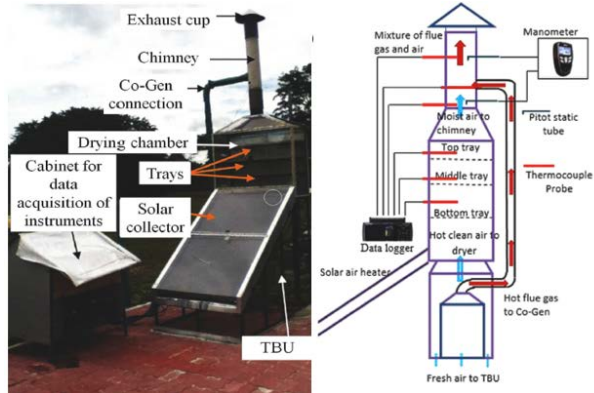 Exhaust cup
Chimney
Co-Gen
connection
Drying chamber
Cabinet for
data
acquisition of
instruments
Trays
Solar
collector
TBU
Mixture of flue
gas and air
Manometer
Moist air to
chimney
Pitot static
tube
Top tray
Middle tray
Thermocouple
Probe
Bottom tray
Data logger
Hot clean air to
dryer
Solar air heater
Hot flue gas
to Co-Gen
Fresh air to TBU